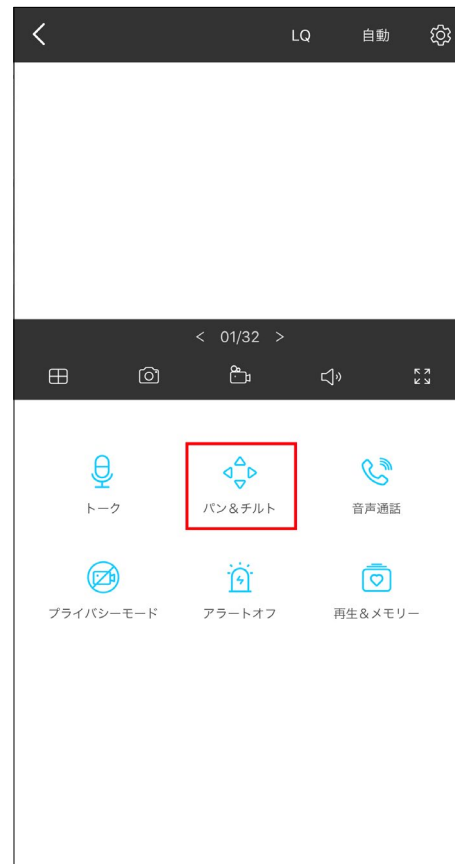 LQ 自動
< 01/32 >
トーク パン&チルト 音声通話
プライバシーモード アラートオフ 再生&メモリー